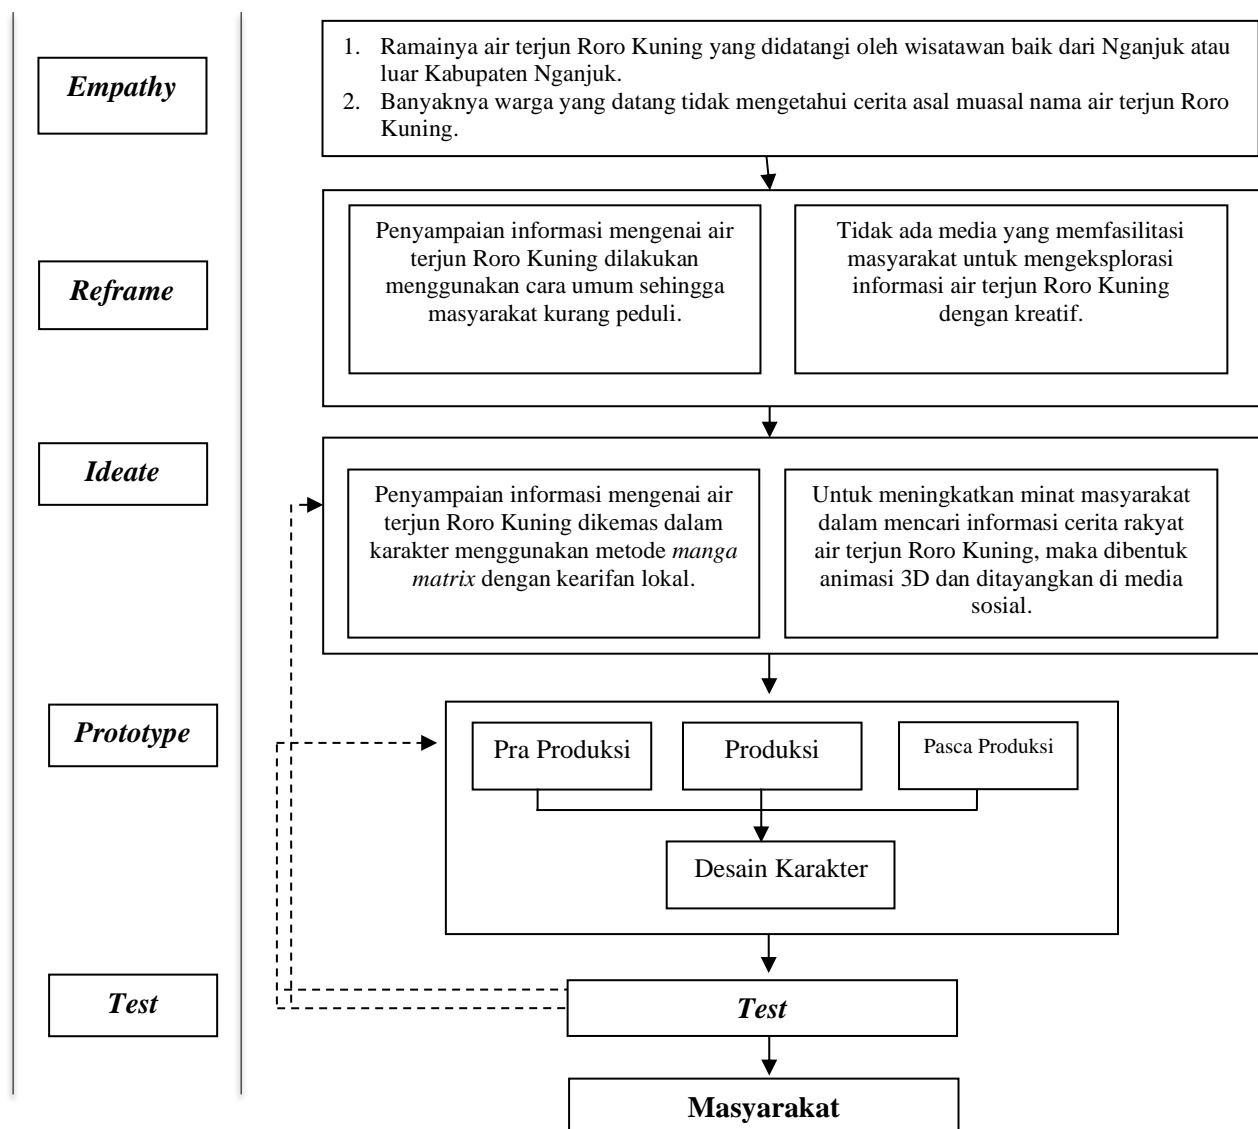 Empathy
1. Ramainya air terjun Roro Kuning yang didatangi oleh wisatawan baik dari Nganjuk atau
luar Kabupaten Nganjuk.
2. Banyaknya warga yang datang tidak mengetahui cerita asal muasal nama air terjun Roro
Kuning.
Reframe
Penyampaian informasi mengenai air
terjun Roro Kuning dilakukan
menggunakan cara umum sehingga
masyarakat kurang peduli.
Tidak ada media yang memfasilitasi
masyarakat untuk mengeksplorasi
informasi air terjun Roro Kuning
dengan kreatif.
Ideate
Penyampaian informasi mengenai air
terjun Roro Kuning dikemas dalam
karakter menggunakan metode manga
matrix dengan kearifan lokal.
Untuk meningkatkan minat masyarakat
dalam mencari informasi cerita rakyat
air terjun Roro Kuning, maka dibentuk
animasi 3D dan ditayangkan di media
sosial.
Prototype
Pra Produksi
Produksi
Pasca Produksi
Desain Karakter
Test
Test
Masyarakat